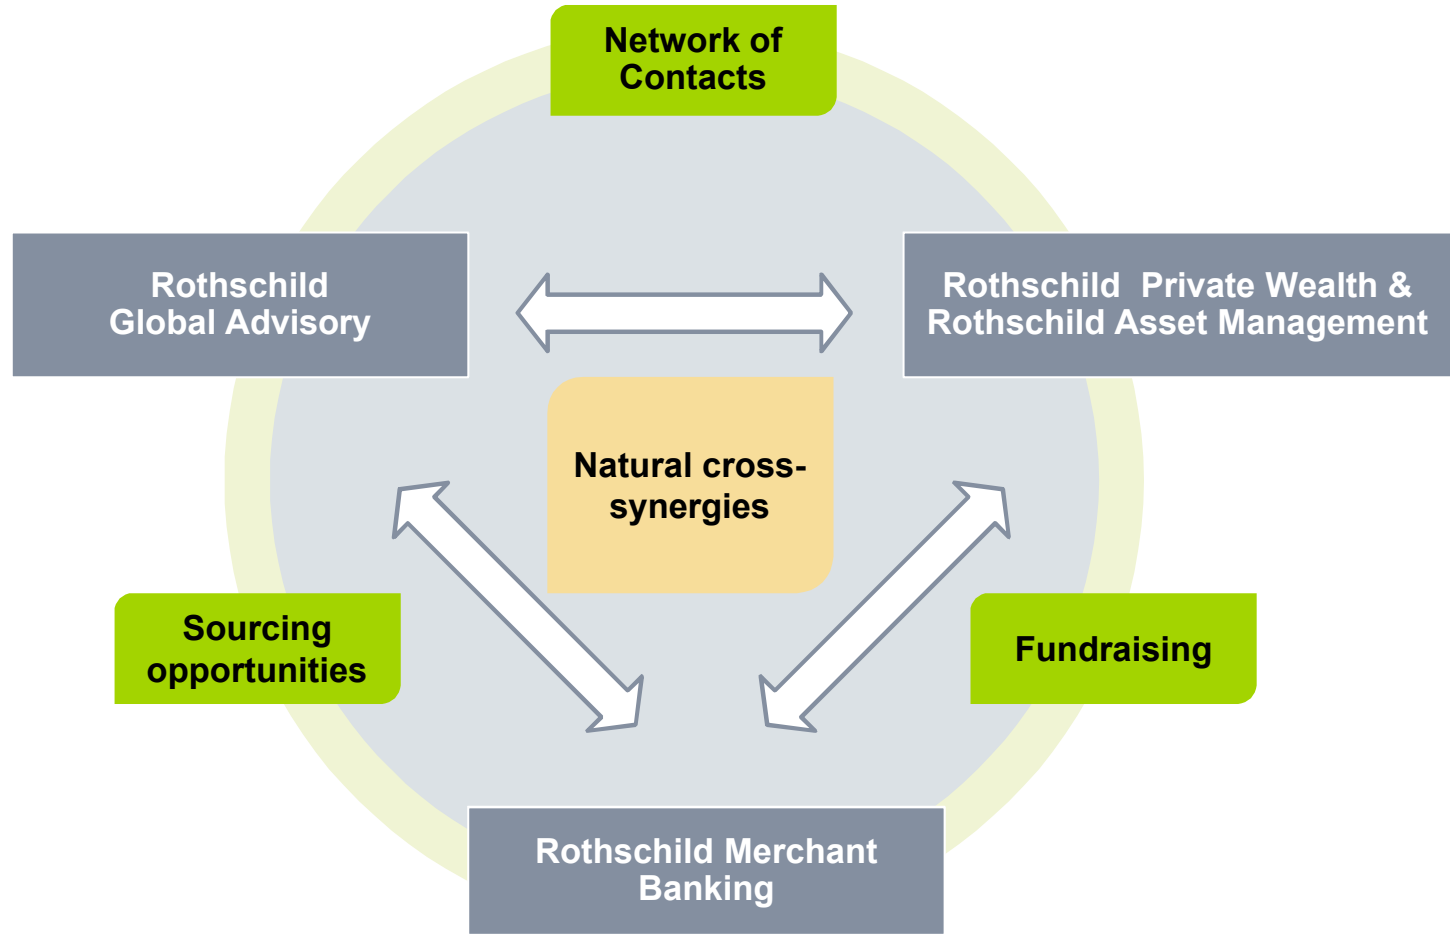 Network of
Contacts
Rothschild
Global Advisory
Rothschild  Private Wealth &
Rothschild Asset Management
Natural cross-
synergies
Sourcing
opportunities
Fundraising
Rothschild Merchant
Banking